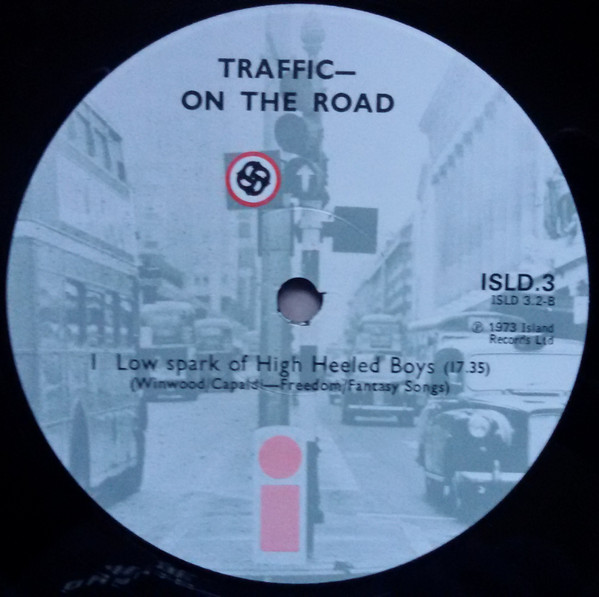 TRAFFIC—
ON THE ROAD
ISLD.3
ISLD 3.2-B
℗ 1973 Island
Records Ltd
1 Low spark of High Heeled Boys (17.35)
(Winwood/Capaldi—Freedom/Fantasy Songs)
i